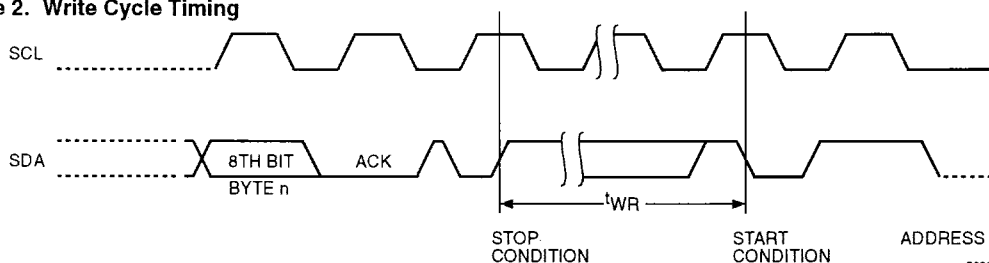 e 2. Write Cycle Timing
SCL
SDA
8TH BIT
ACK
BYTE n
tWR
STOP
CONDITION
START
CONDITION
ADDRESS